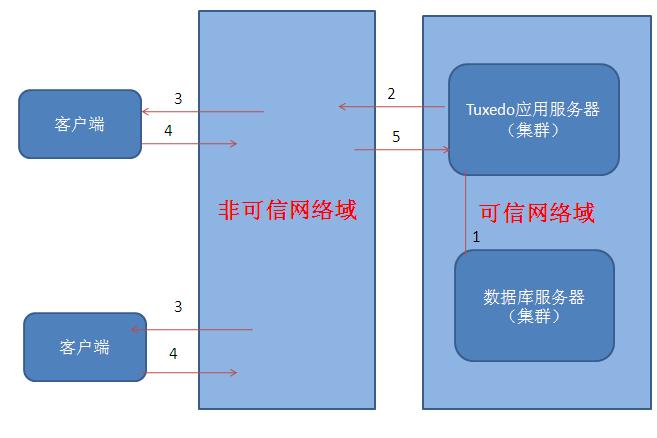 3
客户端
4
2
Tuxedo应用服务器
（集群）
5
非可信网络域
可信网络域
1
数据库服务器
（集群）
3
客户端
4